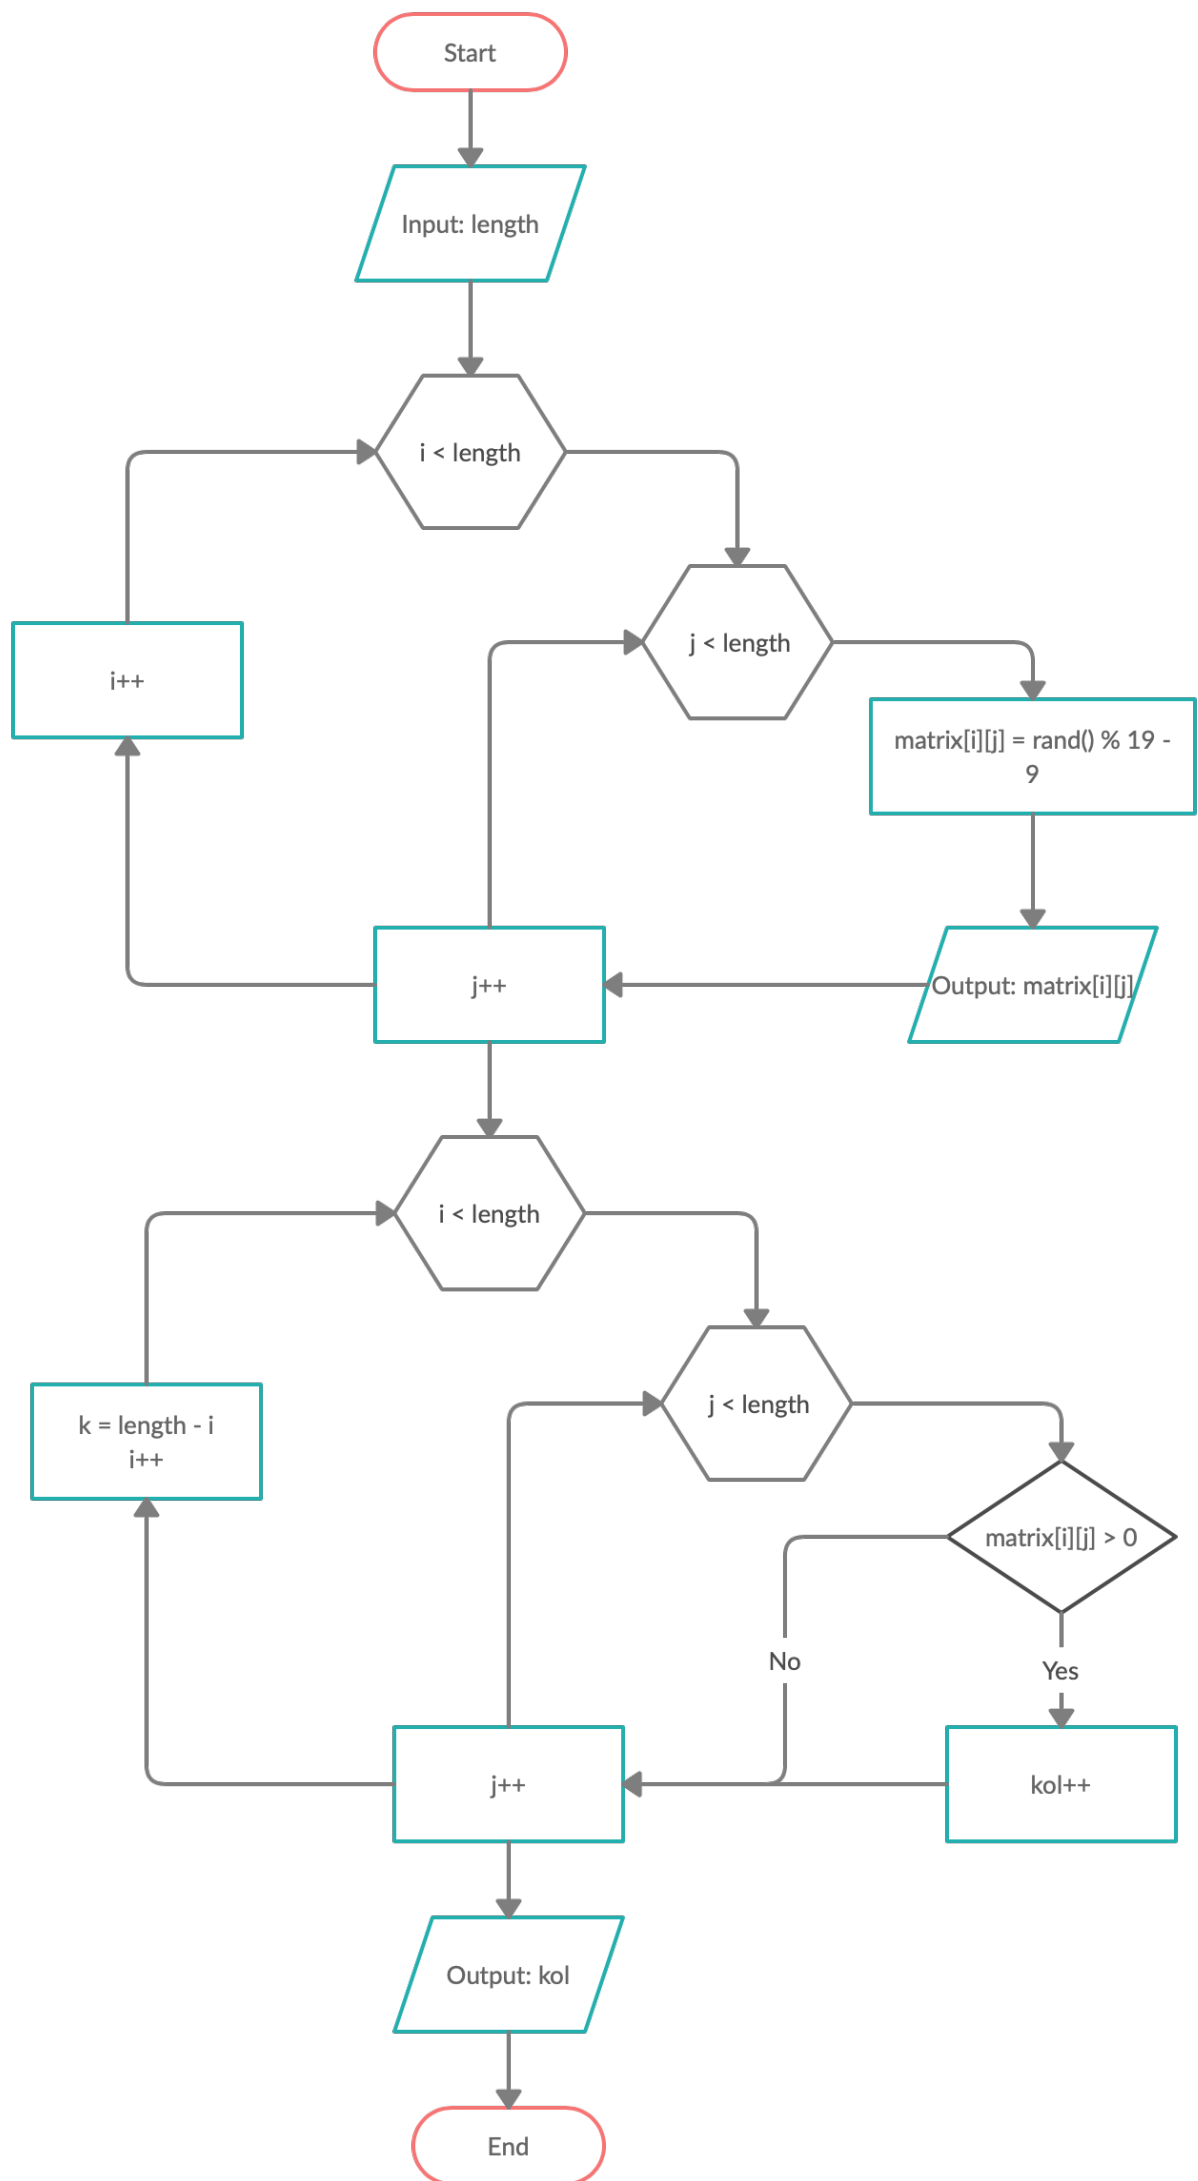 Start
Input: length
i < length
j < length
i++
matrix[i][j] = rand() % 19 -
9
j++
Output: matrix[i][j]
i < length
j < length
k = length - i
i++
matrix[i][j] > 0
No
Yes
j++
kol++
Output: kol
End